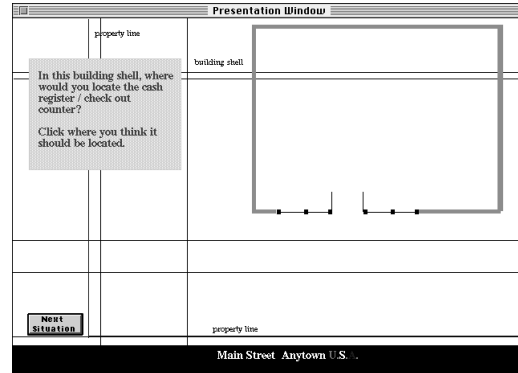 Presentation Window
property line
building shell
In this building shell, where
would you locate the cash
register / check out
counter?
Click where you think it
should be located.
Next
Situation
property line
Main Street Anytown U.S.A.